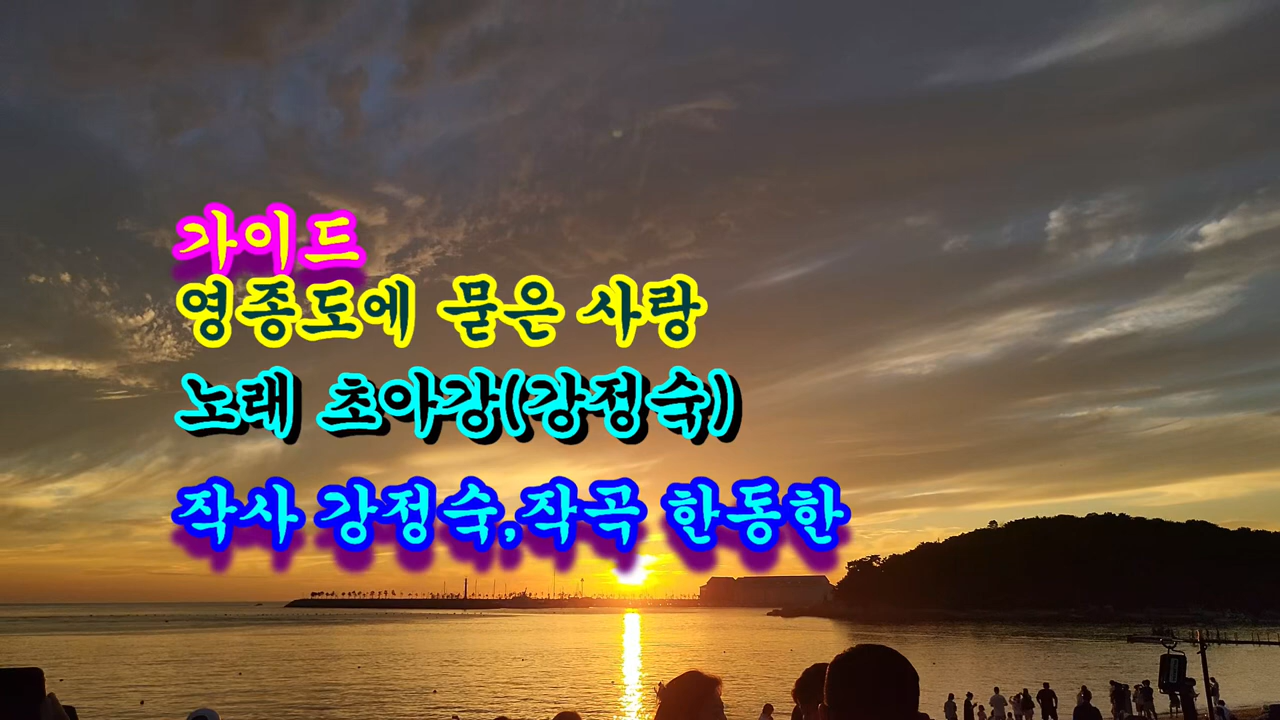 가이드
영종도에 묻은 사랑
노래 초아강(강정숙)
작사 강정숙,작곡 한동한